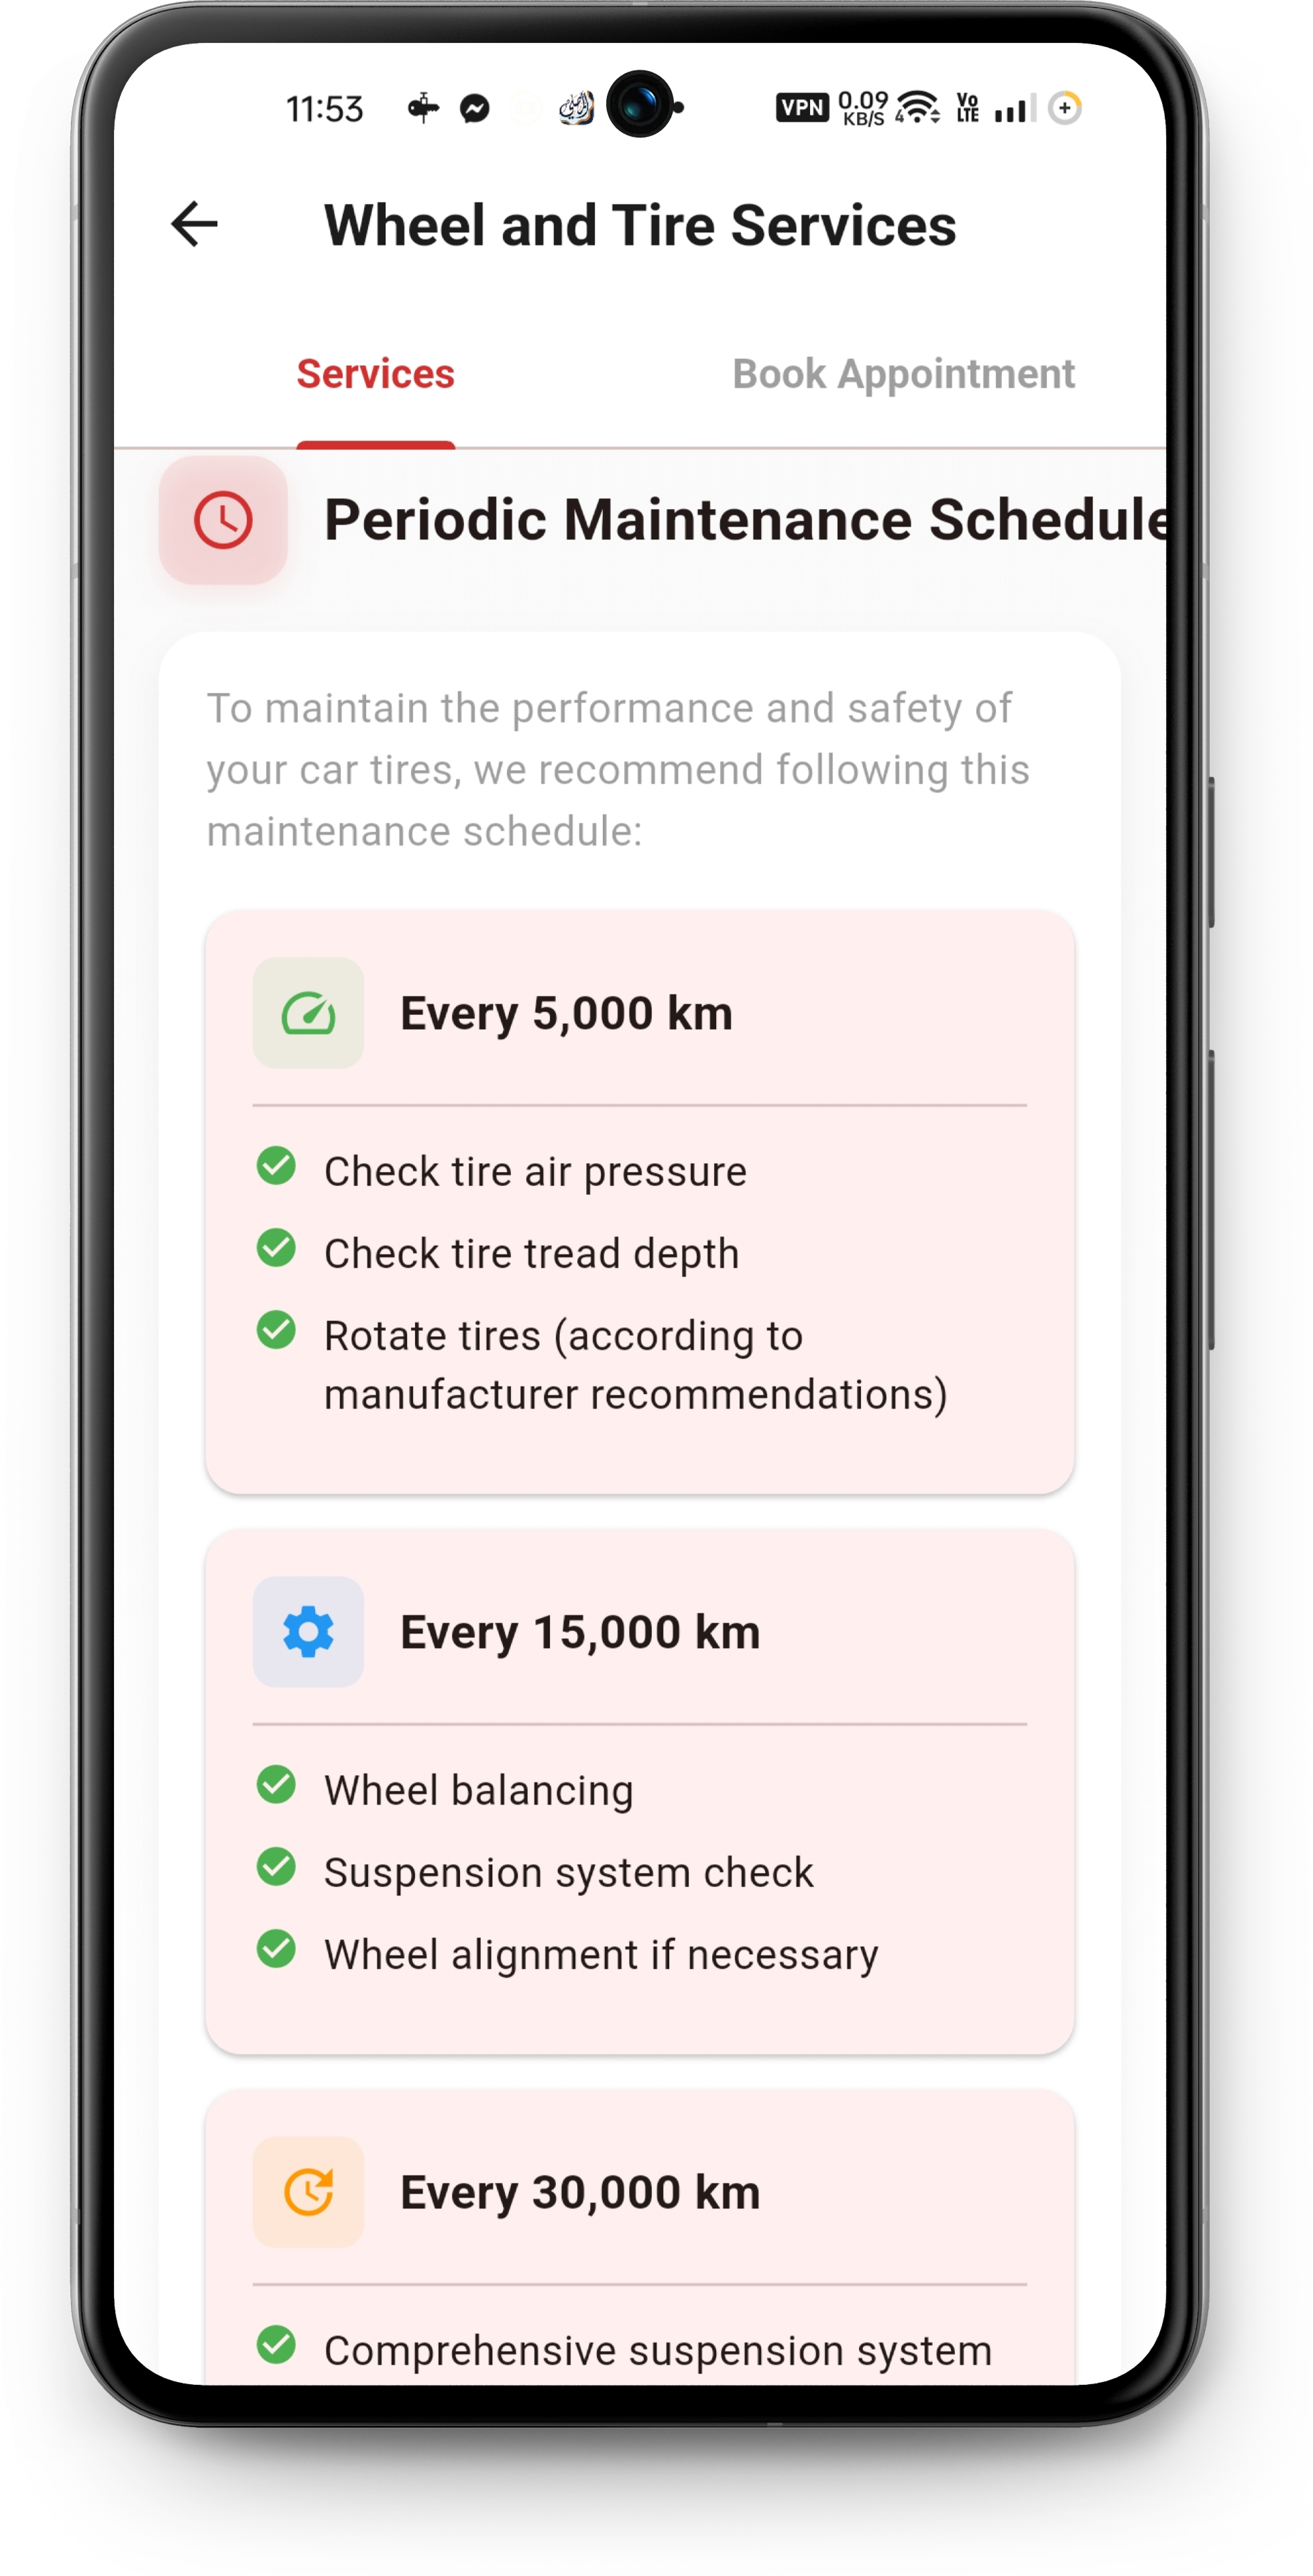 11:53
VPN 0.09 KB/S 4 Vo LTE
Wheel and Tire Services
Services
Book Appointment
Periodic Maintenance Schedule
To maintain the performance and safety of
your car tires, we recommend following this
maintenance schedule:
Every 5,000 km
Check tire air pressure
Check tire tread depth
Rotate tires (according to
manufacturer recommendations)
Every 15,000 km
Wheel balancing
Suspension system check
Wheel alignment if necessary
Every 30,000 km
Comprehensive suspension system